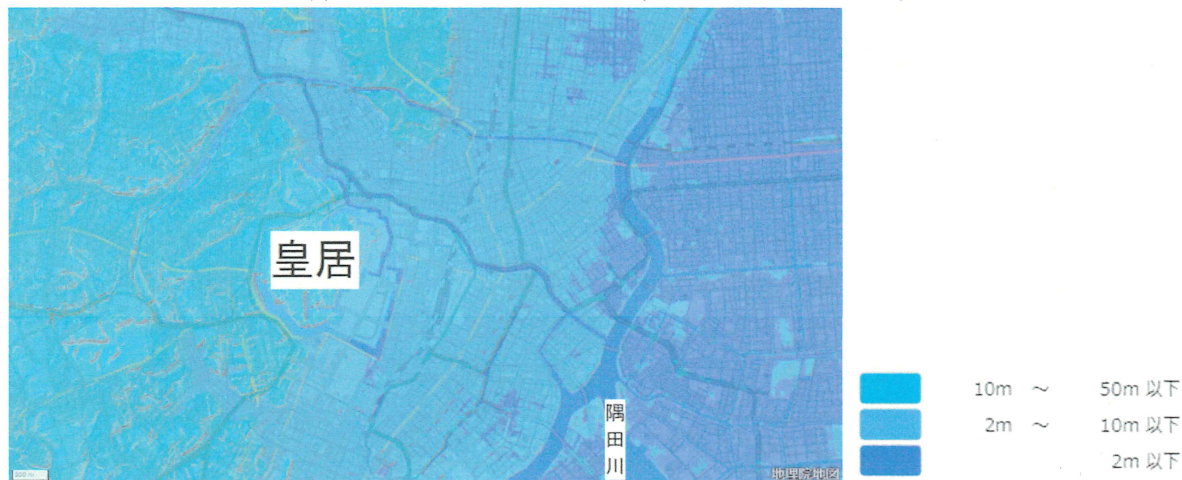 皇居
隅田川
地理院地図
10m ～ 50m 以下
2m ～ 10m 以下
2m 以下